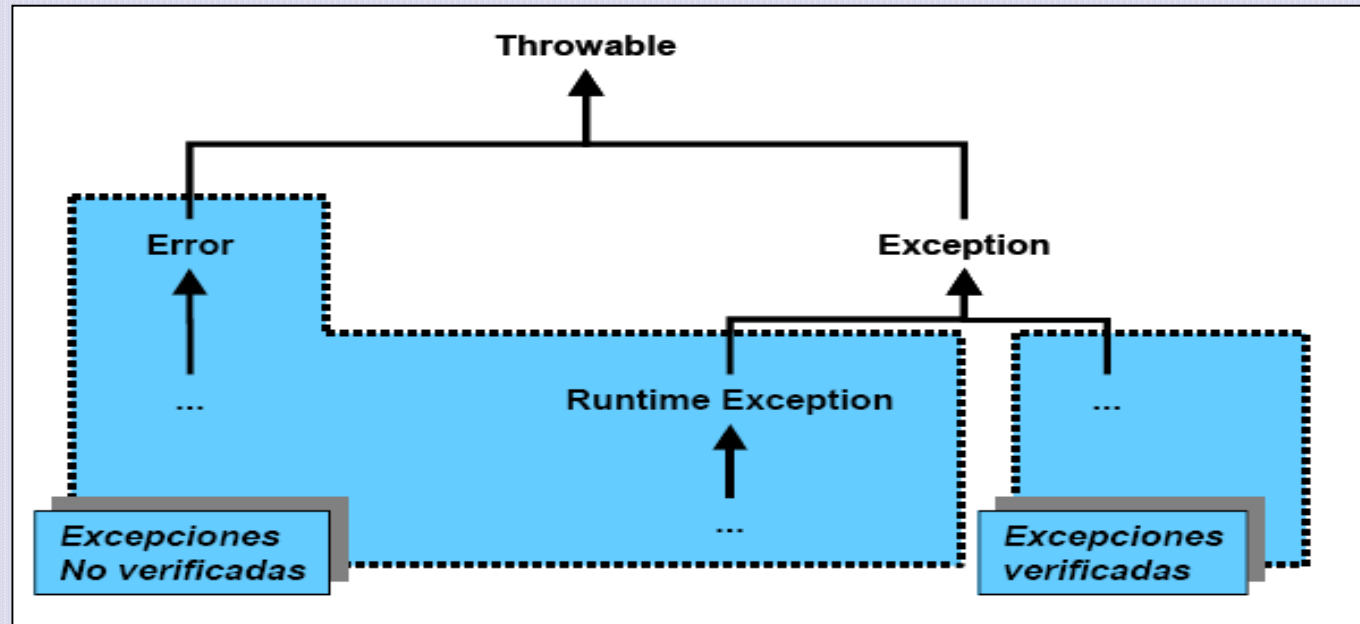 Throwable
Error
Exception
...
Runtime Exception
...
...
Excepciones
No verificadas
Excepciones
verificadas